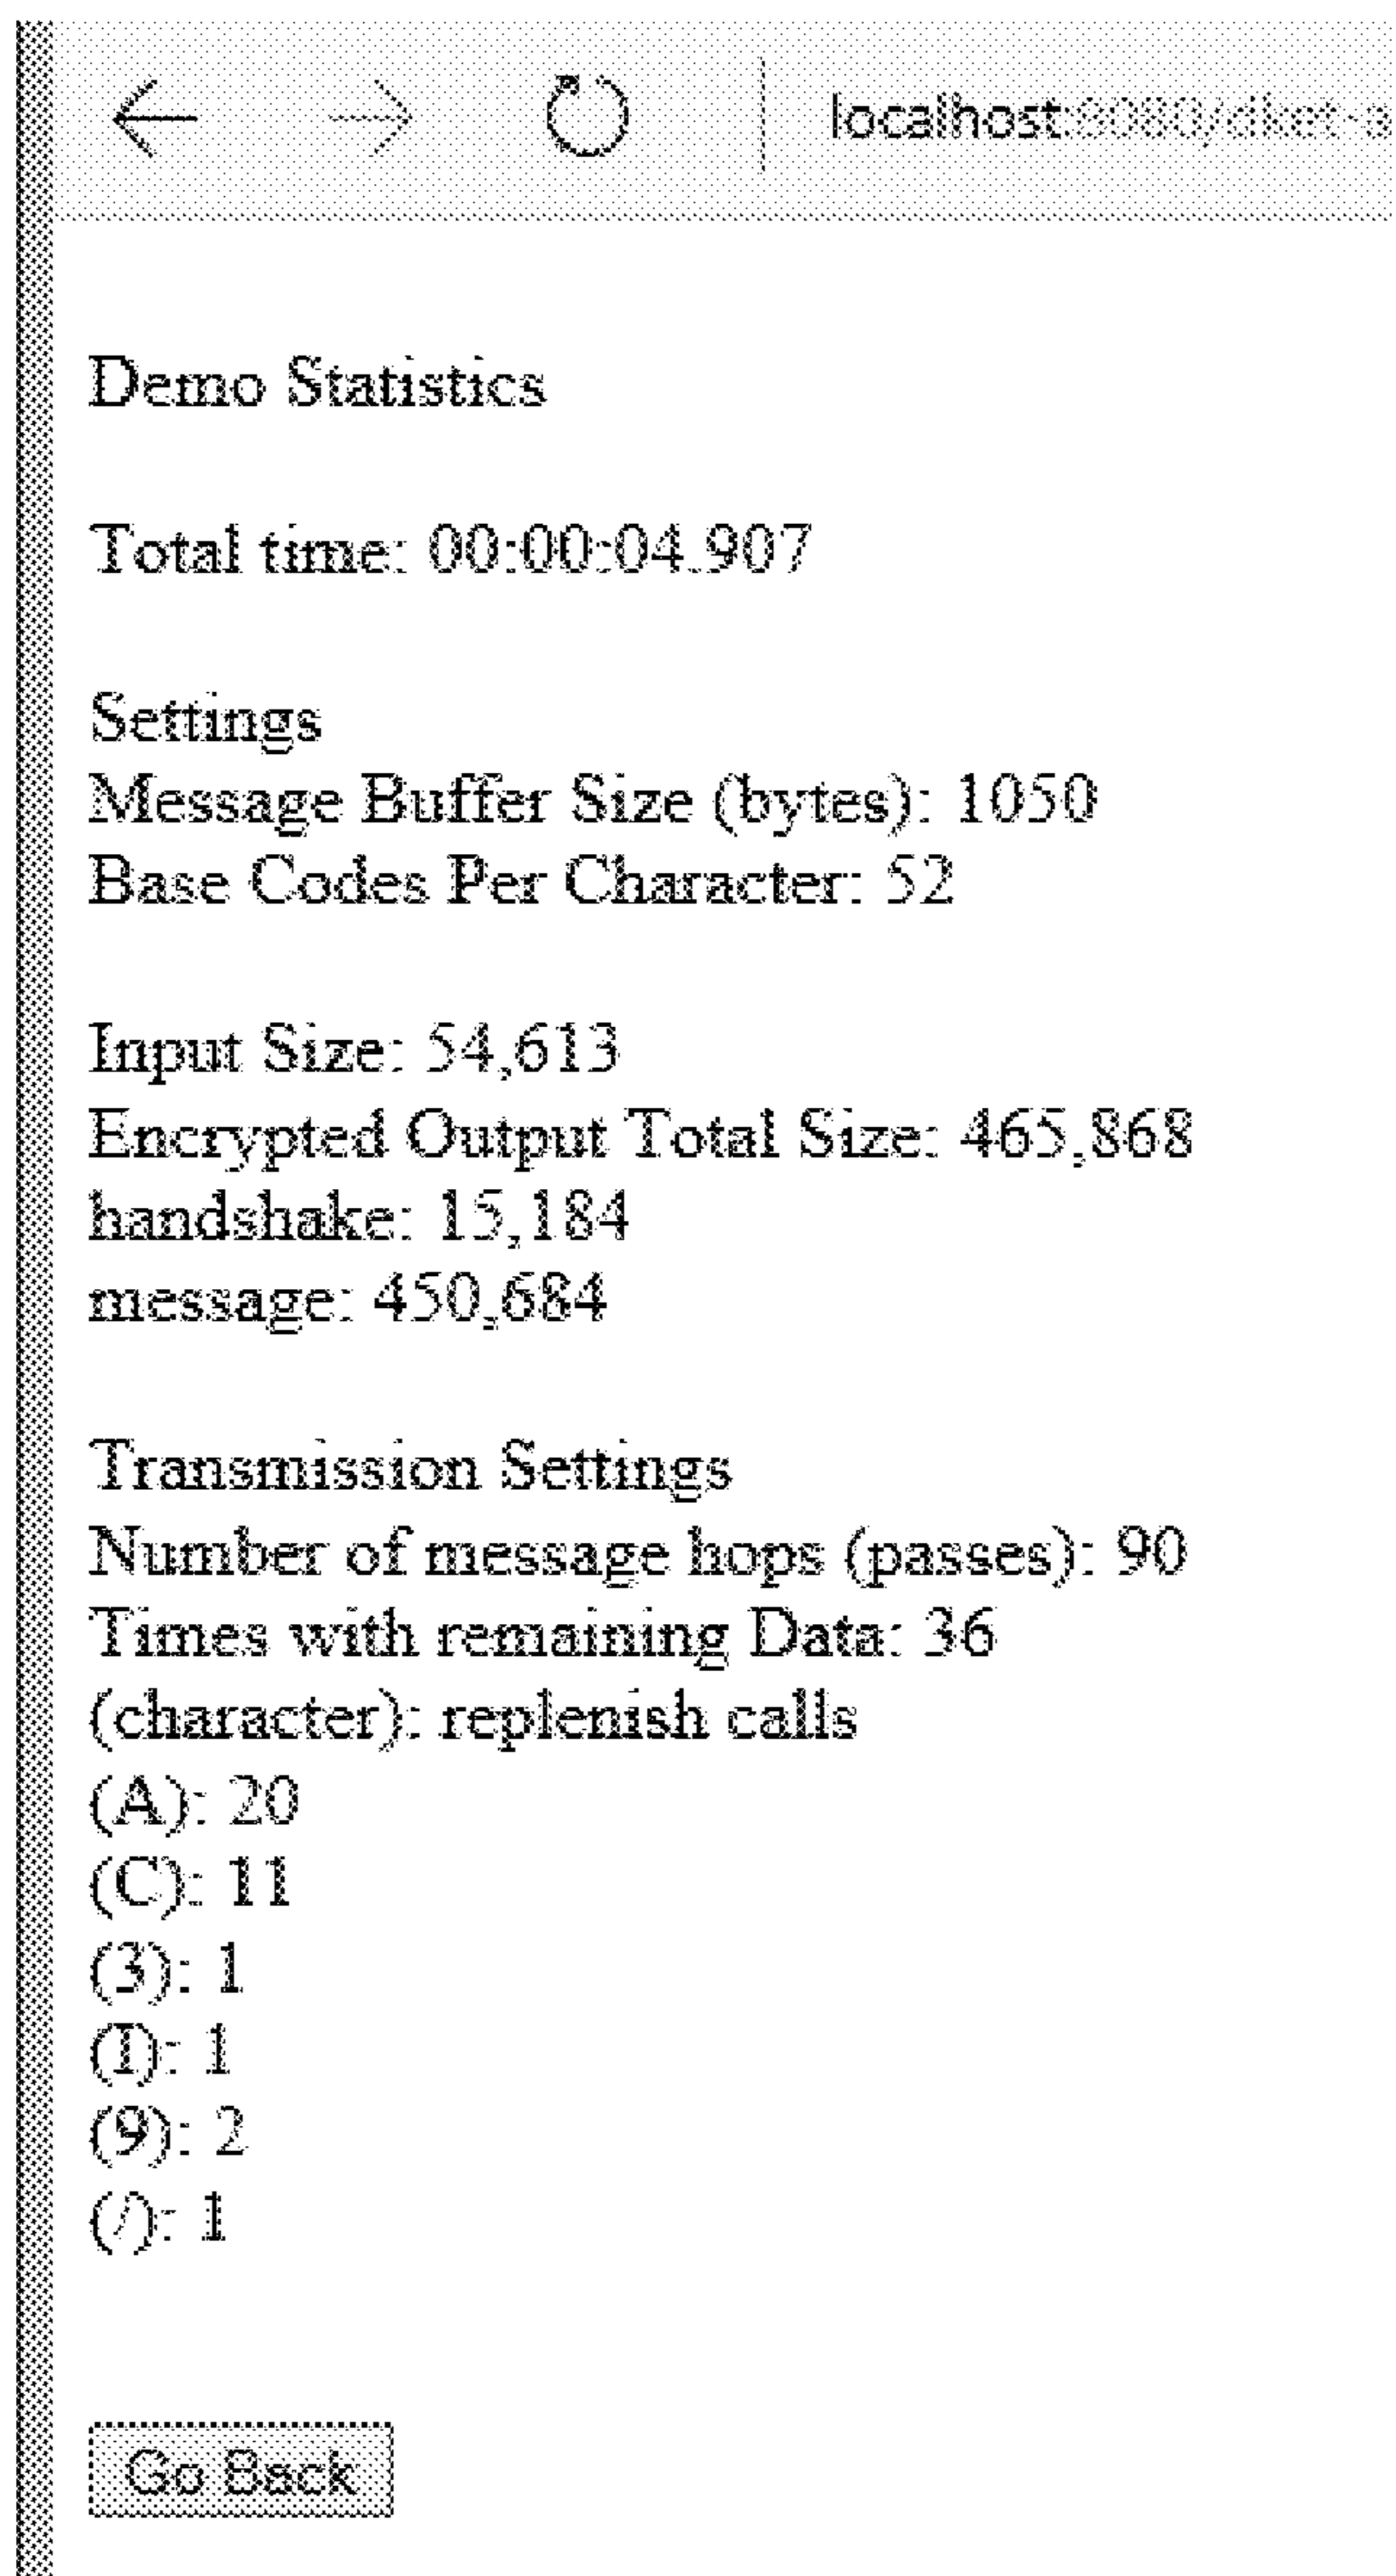 localhost:8080/diket-a
Demo Statistics
Total time: 00:00:04.907
Settings
Message Buffer Size (bytes): 1050
Base Codes Per Character: 52
Input Size: 54,613
Encrypted Output Total Size: 465,868
handshake: 15,184
message: 450,684
Transmission Settings
Number of message hops (passes): 90
Times with remaining Data: 36
(character): replenish calls
(A): 20
(C): 11
(3): 1
(I): 1
(9): 2
(/): 1
Go Back